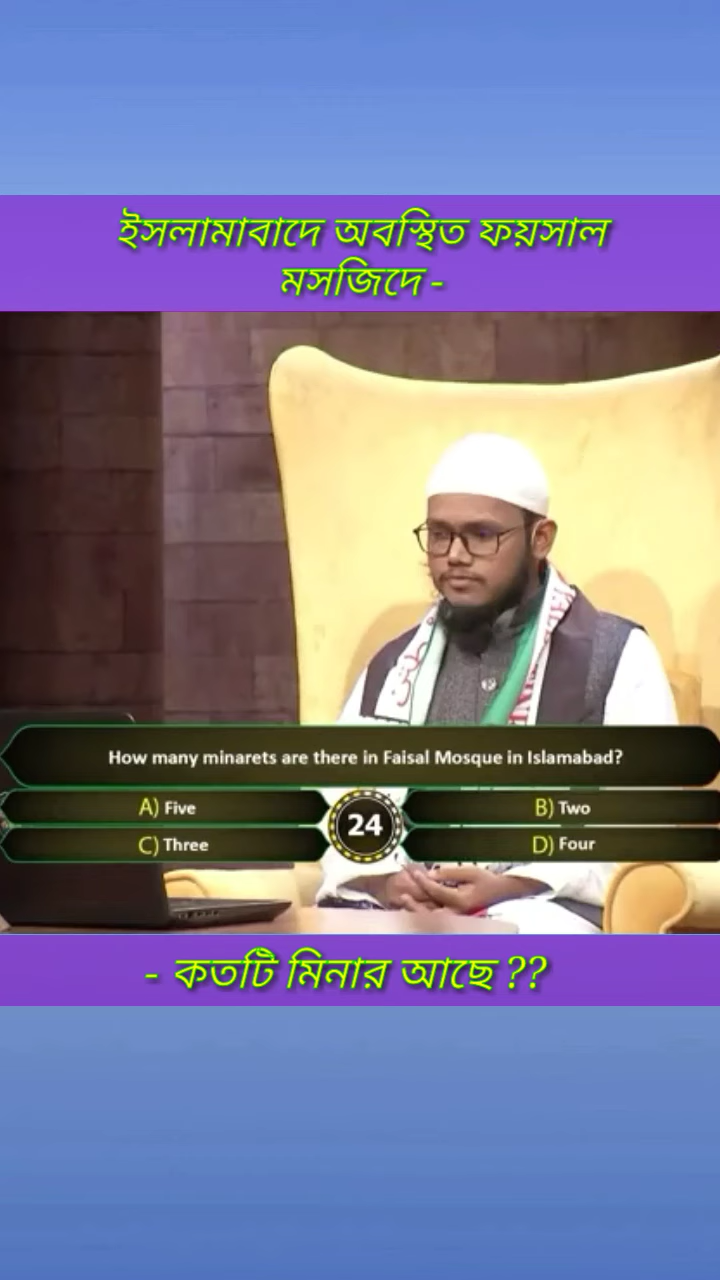 ইসলামাবাদে অবস্থিত ফয়সাল
মসজিদে -
How many minarets are there in Faisal Mosque in Islamabad?
A) Five
B) Two
24
C) Three
D) Four
- কতটি মিনার আছে ??